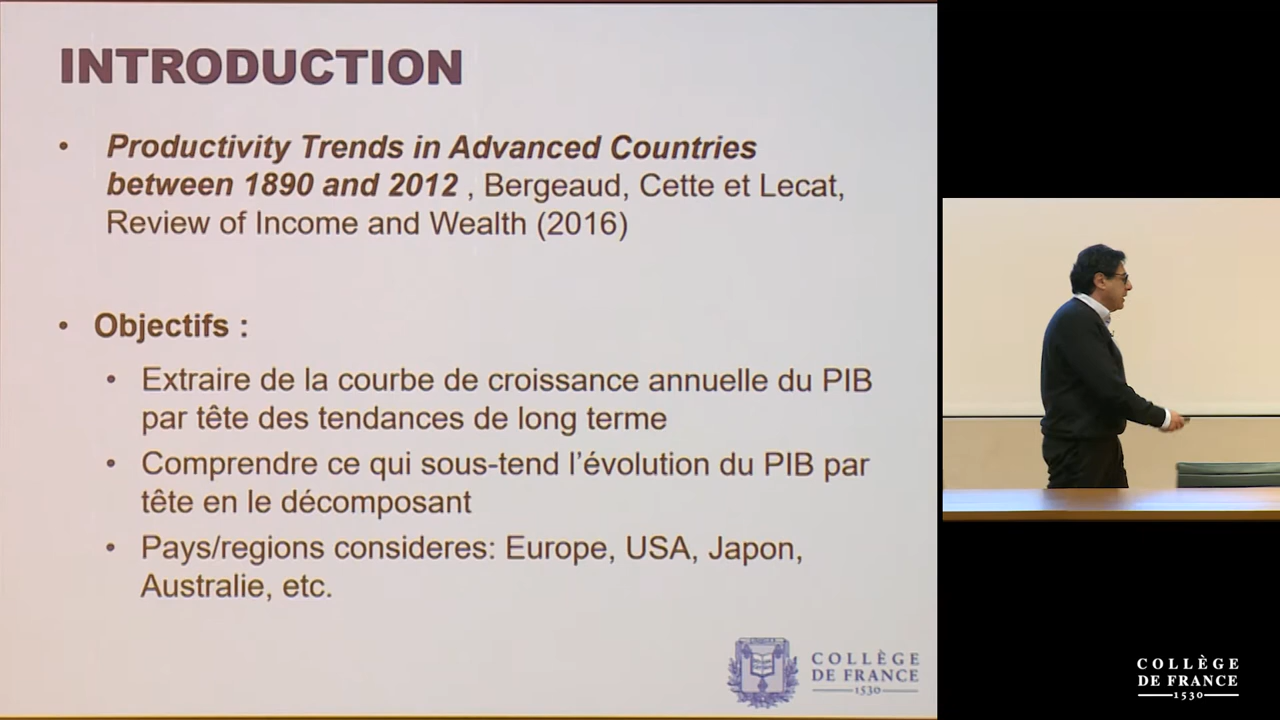 INTRODUCTION
• Productivity Trends in Advanced Countries
between 1890 and 2012 , Bergeaud, Cette et Lecat,
Review of Income and Wealth (2016)
• Objectifs :
• Extraire de la courbe de croissance annuelle du PIB
par tête des tendances de long terme
• Comprendre ce qui sous-tend l’évolution du PIB par
tête en le décomposant
• Pays/regions consideres: Europe, USA, Japon,
Australie, etc.
COLLÈGE
DE FRANCE
1530
COLLÈGE
DE FRANCE
1530